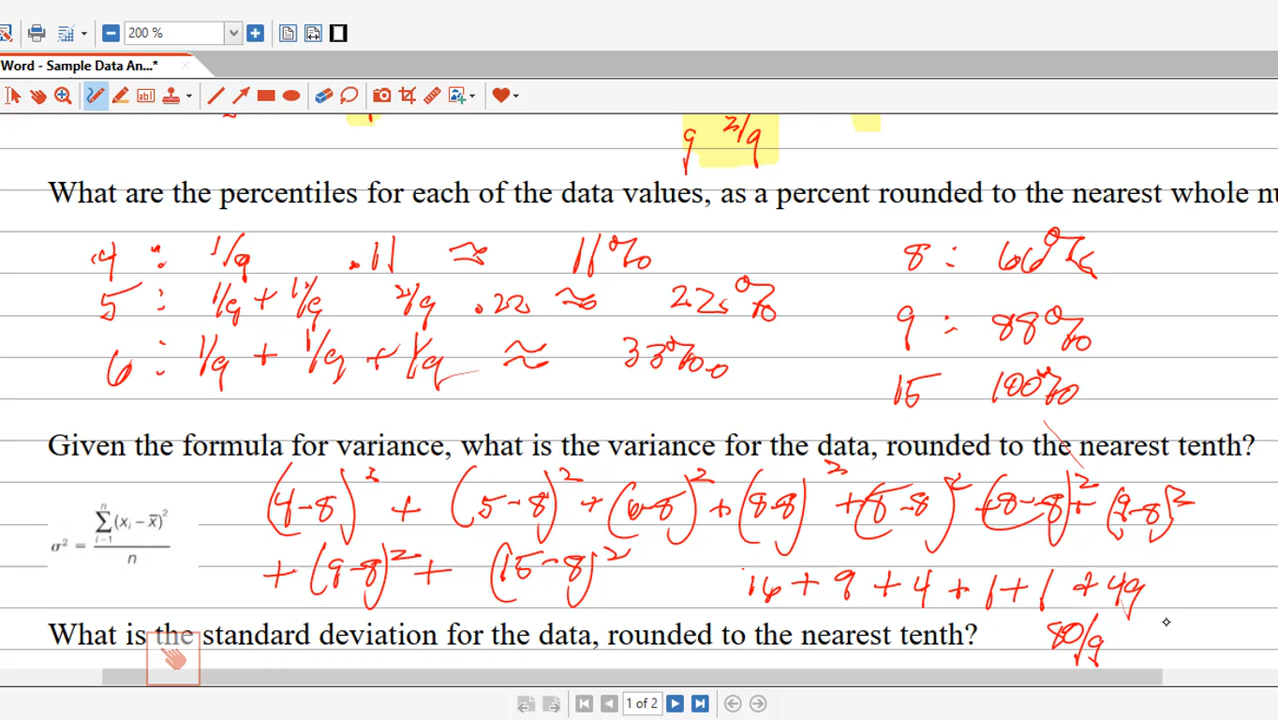 200 %
Word - Sample Data An...*
9 2/9
What are the percentiles for each of the data values, as a percent rounded to the nearest whole nu
4 : 1/9 .11 ≈ 11% 8 : 66%
5 : 1/9 + 1/9 2/9 .22 ≈ 22% 9 : 88%
6 : 1/9 + 1/9 + 1/9 ≈ 33% 15 100%
Given the formula for variance, what is the variance for the data, rounded to the nearest tenth?
σ² = Σ(xᵢ - x̄)² / n n i-1
(4-8)² + (5-8)² + (6-8)² + (8-8)² + (8-8)² + (8-8)² + (9-8)²
+ (9-8)² + (15-8)² 16 + 9 + 4 + 1 + 1 + 49
What is the standard deviation for the data, rounded to the nearest tenth? 80/9
1 of 2